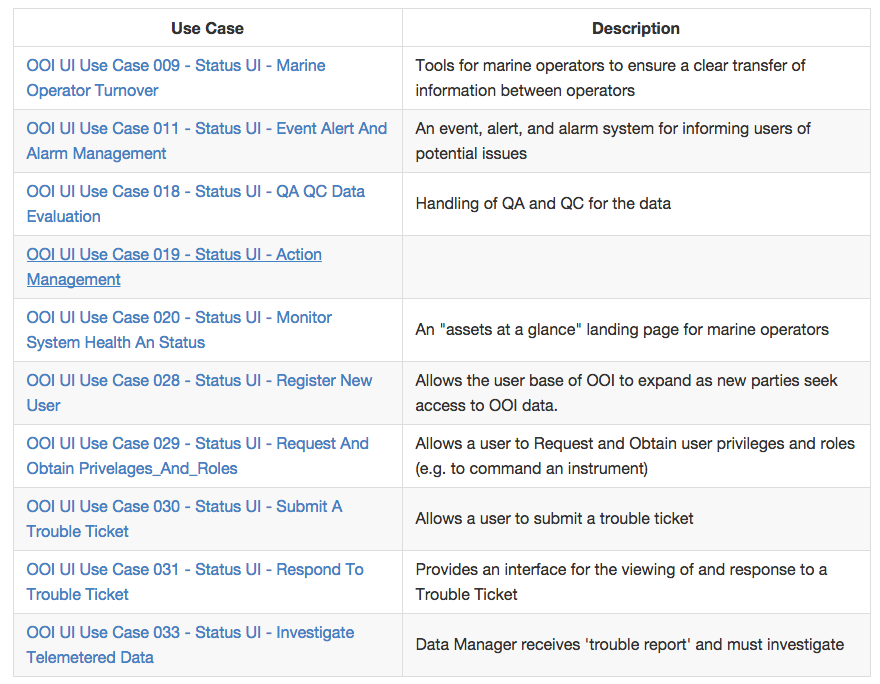 Use Case Description
OOI UI Use Case 009 - Status UI - Marine
Operator Turnover
Tools for marine operators to ensure a clear transfer of
information between operators
OOI UI Use Case 011 - Status UI - Event Alert And
Alarm Management
An event, alert, and alarm system for informing users of
potential issues
OOI UI Use Case 018 - Status UI - QA QC Data
Evaluation
Handling of QA and QC for the data
OOI UI Use Case 019 - Status UI - Action
Management
OOI UI Use Case 020 - Status UI - Monitor
System Health An Status
An "assets at a glance" landing page for marine operators
OOI UI Use Case 028 - Status UI - Register New
User
Allows the user base of OOI to expand as new parties seek
access to OOI data.
OOI UI Use Case 029 - Status UI - Request And
Obtain Privelages_And_Roles
Allows a user to Request and Obtain user privileges and roles
(e.g. to command an instrument)
OOI UI Use Case 030 - Status UI - Submit A
Trouble Ticket
Allows a user to submit a trouble ticket
OOI UI Use Case 031 - Status UI - Respond To
Trouble Ticket
Provides an interface for the viewing of and response to a
Trouble Ticket
OOI UI Use Case 033 - Status UI - Investigate
Telemetered Data
Data Manager receives 'trouble report' and must investigate